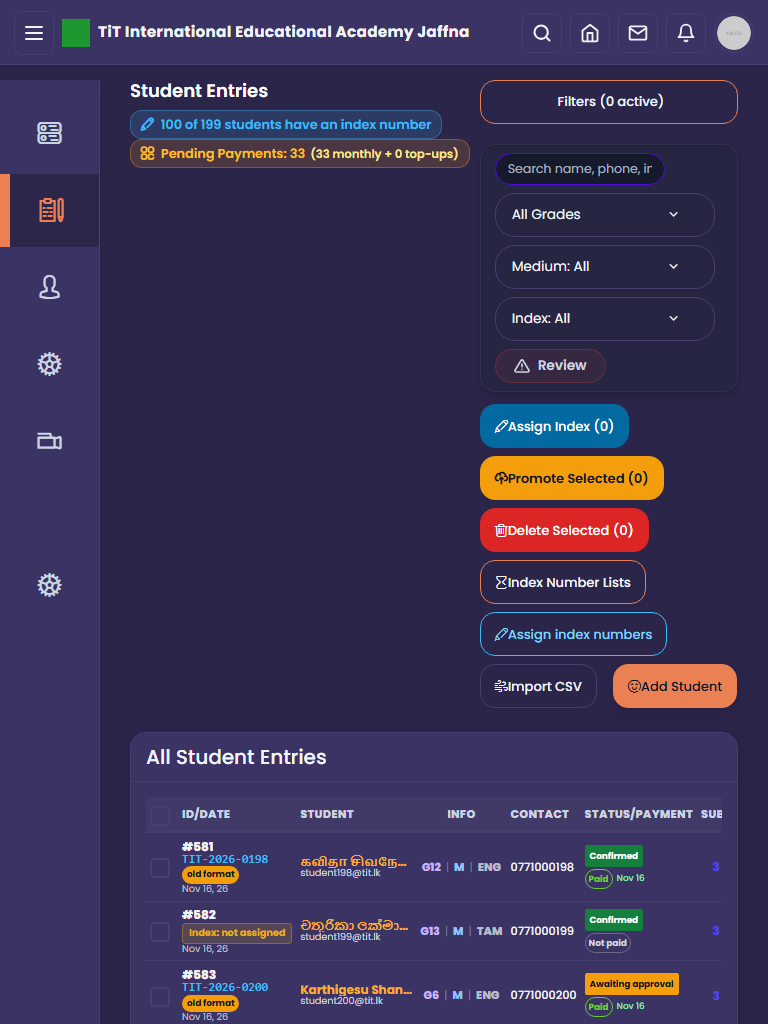 TiT International Educational Academy Jaffna
Student Entries
100 of 199 students have an index number
Pending Payments: 33 (33 monthly + 0 top-ups)
Filters (0 active)
Search name, phone, ir
All Grades
Medium: All
Index: All
Review
Assign Index (0)
Promote Selected (0)
Delete Selected (0)
Index Number Lists
Assign index numbers
Import CSV
Add Student
All Student Entries
ID/DATE STUDENT INFO CONTACT STATUS/PAYMENT SUB
#581
TIT-2026-0198
old format
Nov 16, 26
கவிதா சிவநே...
student198@tit.lk
G12 | M | ENG
0771000198
Confirmed
Paid Nov 16
3
#582
Index: not assigned
Nov 16, 26
චතුරිකා කේමා...
student199@tit.lk
G13 | M | TAM
0771000199
Confirmed
Not paid
3
#583
TIT-2026-0200
old format
Nov 16, 26
Karthigesu Shan...
student200@tit.lk
G6 | M | ENG
0771000200
Awaiting approval
Paid Nov 16
3